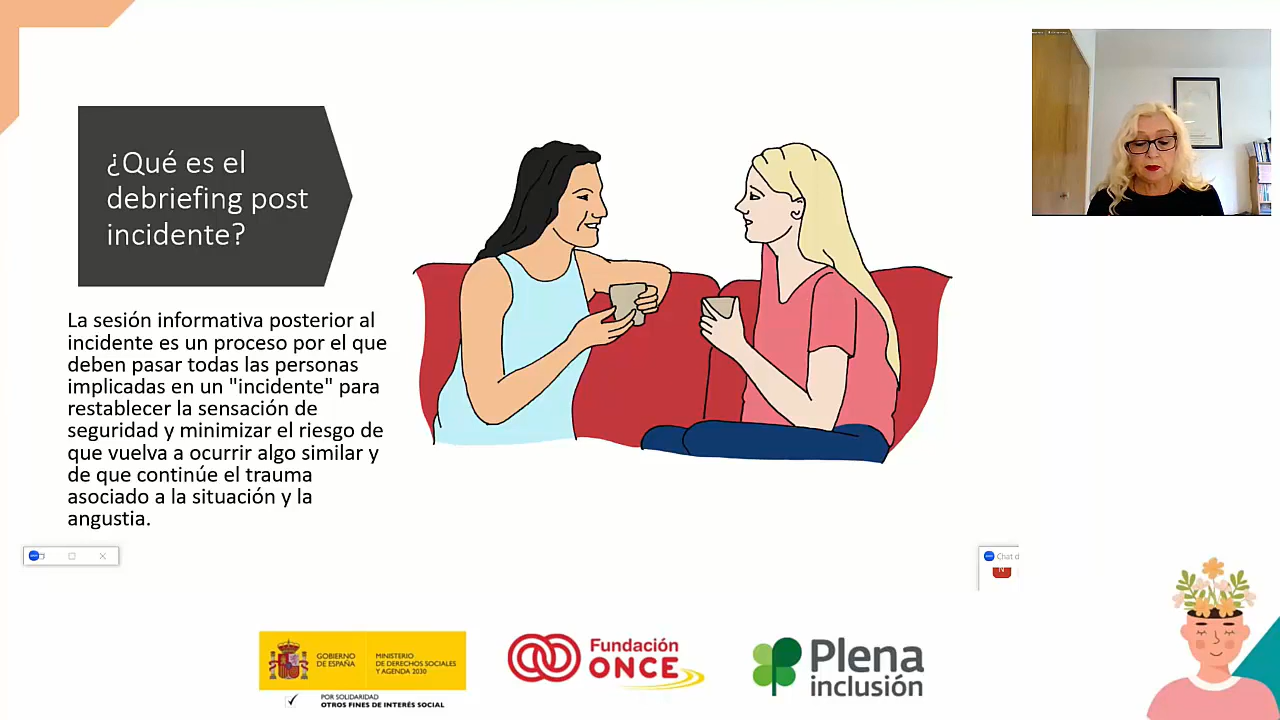 ¿Qué es el
debriefing post
incidente?
La sesión informativa posterior al
incidente es un proceso por el que
deben pasar todas las personas
implicadas en un "incidente" para
restablecer la sensación de
seguridad y minimizar el riesgo de
que vuelva a ocurrir algo similar y
de que continúe el trauma
asociado a la situación y la
angustia.
Chat d
N
GOBIERNO
DE ESPAÑA
MINISTERIO
DE DERECHOS SOCIALES
Y AGENDA 2030
POR SOLIDARIDAD
OTROS FINES DE INTERÉS SOCIAL
Fundación
ONCE
Plena
inclusión